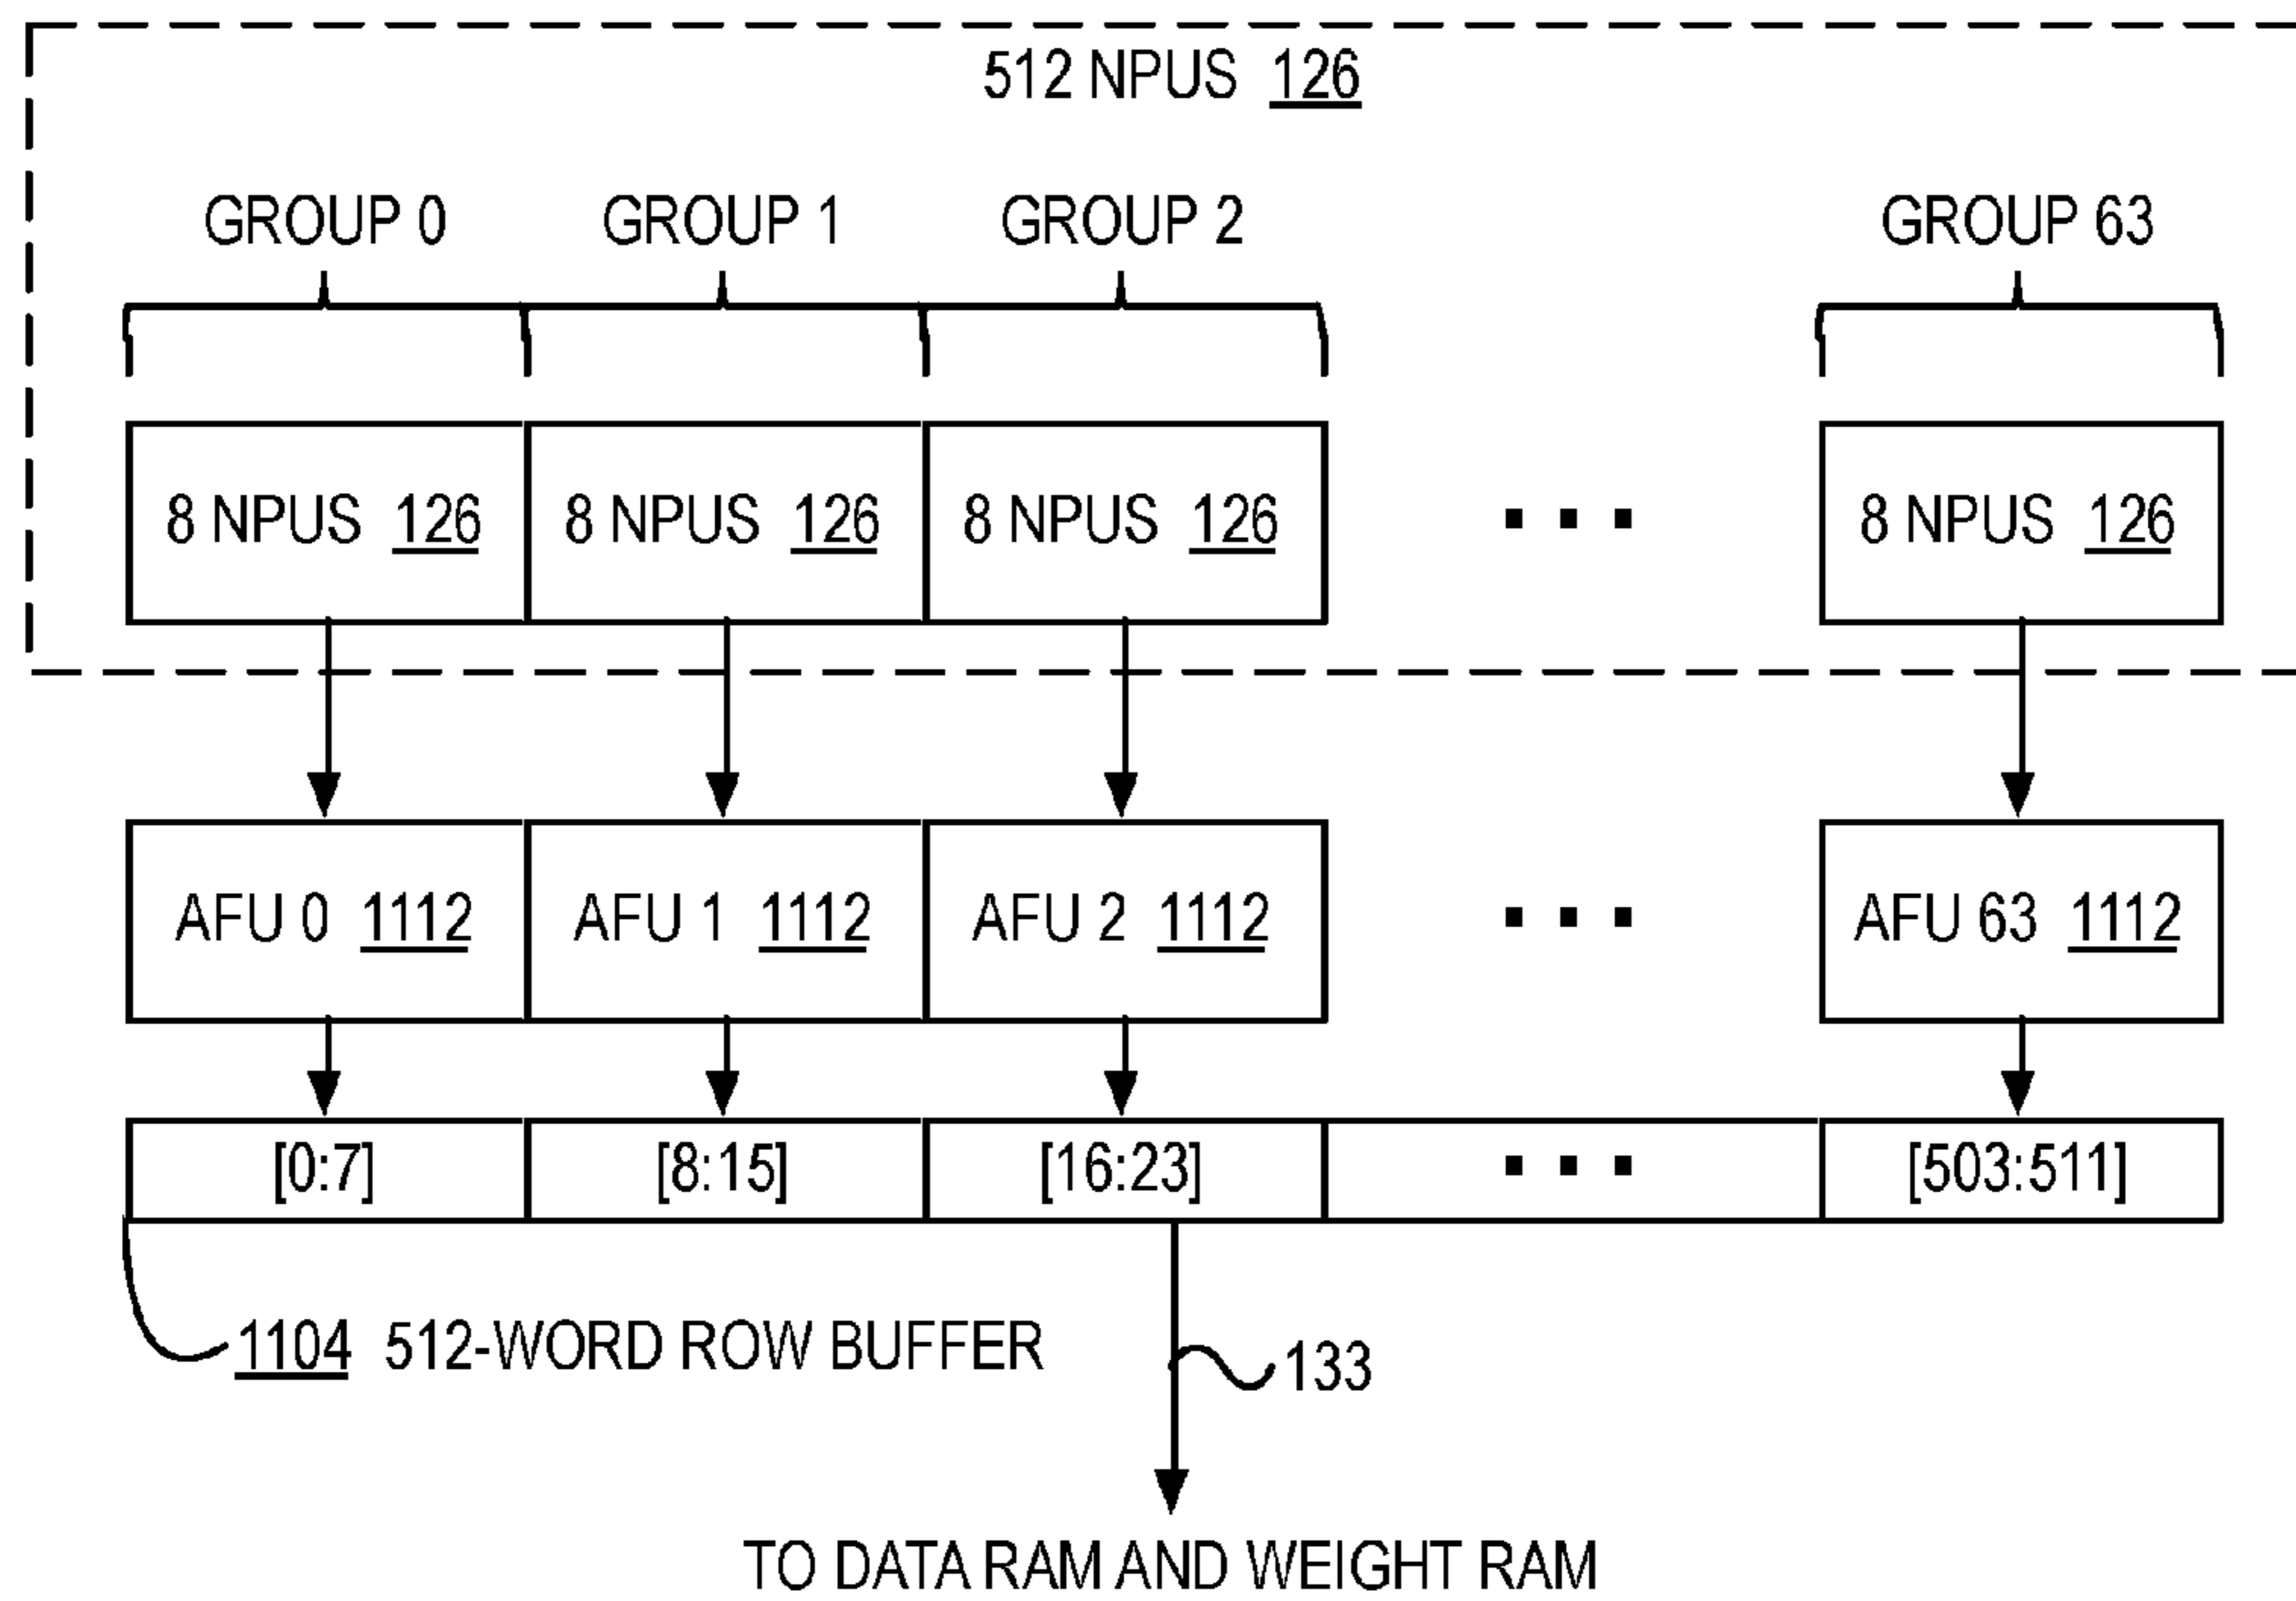 512 NPUS 126
GROUP 0 GROUP 1 GROUP 2 GROUP 63
8 NPUS 126 8 NPUS 126 8 NPUS 126 ... 8 NPUS 126
AFU 0 1112 AFU 1 1112 AFU 2 1112 ... AFU 63 1112
[0:7] [8:15] [16:23] ... [503:511]
1104 512-WORD ROW BUFFER
133
TO DATA RAM AND WEIGHT RAM